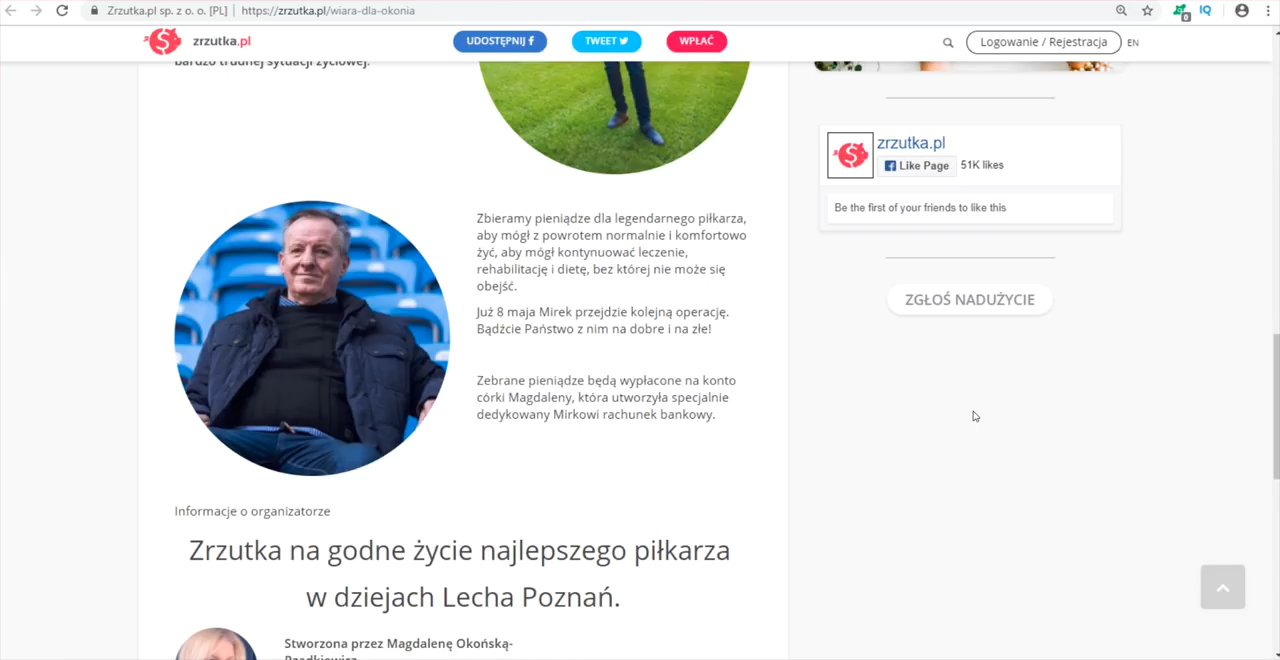 Zrzutka.pl sp. z o. o. [PL] https://zrzutka.pl/wiara-dla-okonia
0
IQ
zrzutka.pl
UDOSTĘPNIJ f
TWEET
WPŁAĆ
Logowanie / Rejestracja
EN
bardzo trudnej sytuacji życiowej.
zrzutka.pl
Like Page
51K likes
Be the first of your friends to like this
ZGŁOŚ NADUŻYCIE
Zbieramy pieniądze dla legendarnego piłkarza,
aby mógł z powrotem normalnie i komfortowo
żyć, aby mógł kontynuować leczenie,
rehabilitację i dietę, bez której nie może się
obejść.
Już 8 maja Mirek przejdzie kolejną operację.
Bądźcie Państwo z nim na dobre i na złe!
Zebrane pieniądze będą wypłacone na konto
córki Magdaleny, która utworzyła specjalnie
dedykowany Mirkowi rachunek bankowy.
Informacje o organizatorze
Zrzutka na godne życie najlepszego piłkarza
w dziejach Lecha Poznań.
Stworzona przez Magdalenę Okońską-
Rządkiewicz